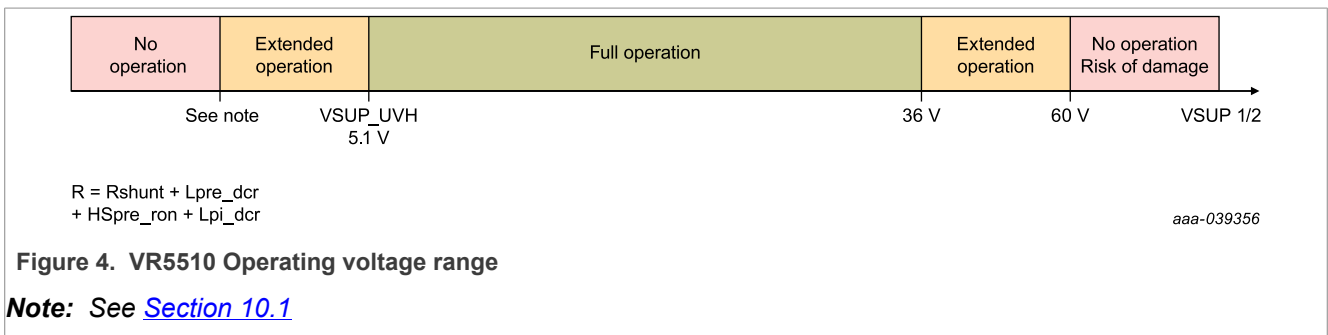 No operation
Extended operation
Full operation
Extended operation
No operation Risk of damage
See note
VSUP_UVH
5.1 V
36 V
60 V
VSUP 1/2
R = Rshunt + Lpre_dcr
+ HSpre_ron + Lpi_dcr
aaa-039356
Figure 4. VR5510 Operating voltage range
Note: See Section 10.1